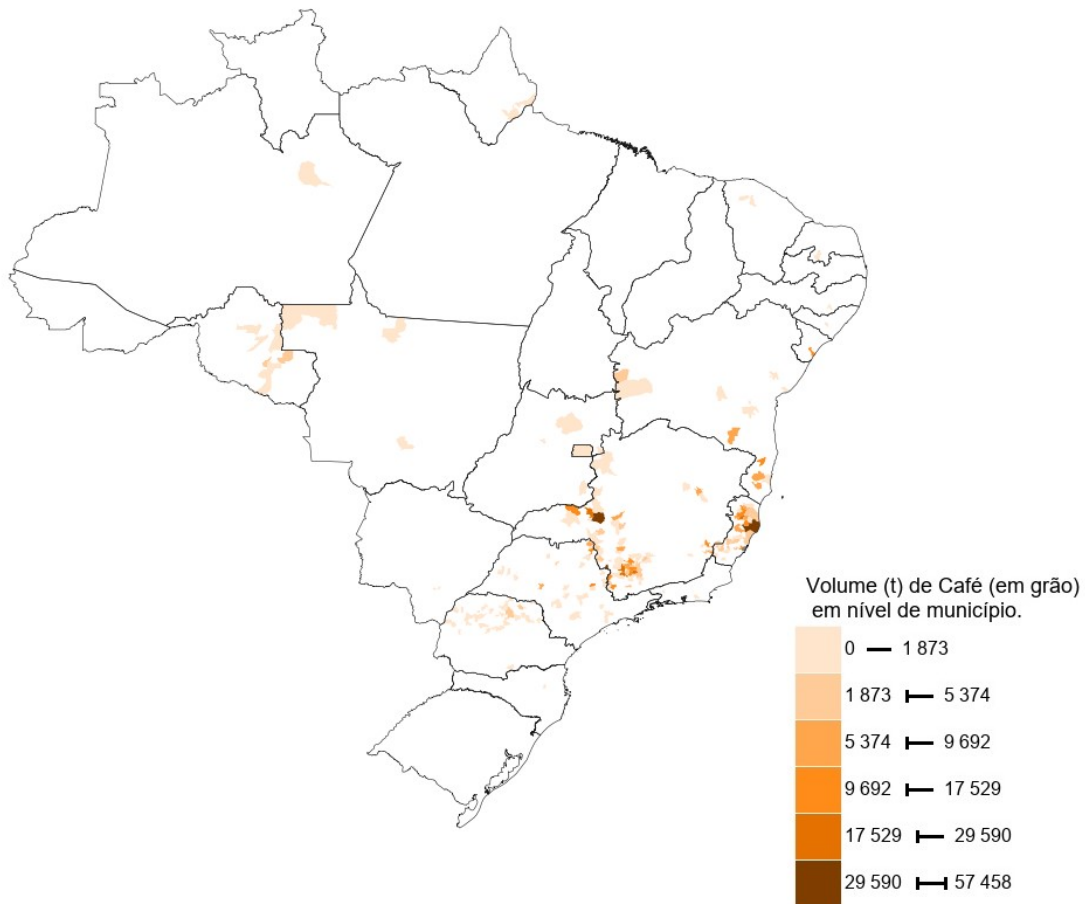 Volume (t) de Café (em grão)
em nível de município.
0 — 1 873
1 873 ⊢ 5 374
5 374 ⊢ 9 692
9 692 ⊢ 17 529
17 529 ⊢ 29 590
29 590 ⊢⊣ 57 458